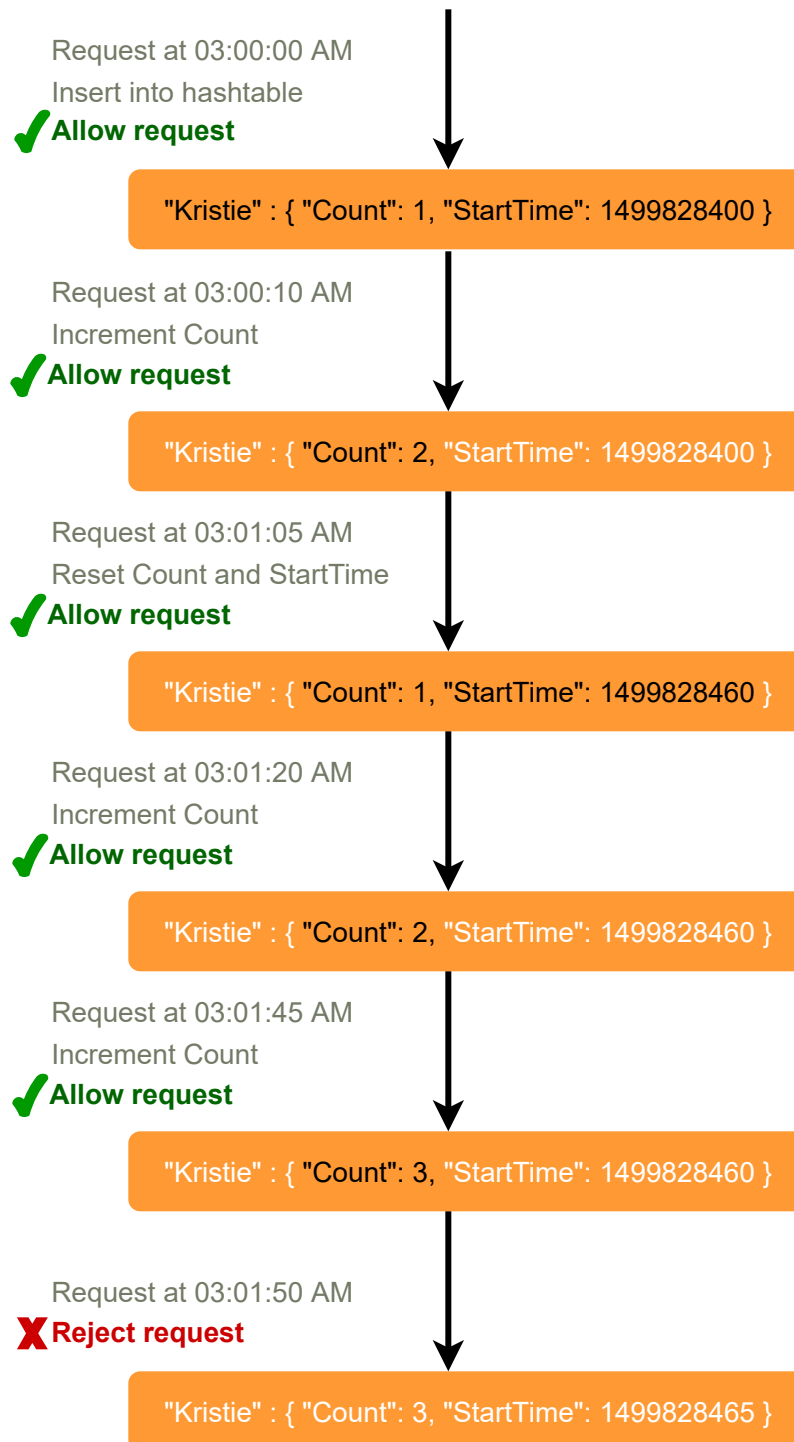 Request at 03:00:00 AM
Insert into hashtable
Allow request
"Kristie" : { "Count": 1, "StartTime": 1499828400 }
Request at 03:00:10 AM
Increment Count
Allow request
"Kristie" : { "Count": 2, "StartTime": 1499828400 }
Request at 03:01:05 AM
Reset Count and StartTime
Allow request
"Kristie" : { "Count": 1, "StartTime": 1499828460 }
Request at 03:01:20 AM
Increment Count
Allow request
"Kristie" : { "Count": 2, "StartTime": 1499828460 }
Request at 03:01:45 AM
Increment Count
Allow request
"Kristie" : { "Count": 3, "StartTime": 1499828460 }
Request at 03:01:50 AM
Reject request
"Kristie" : { "Count": 3, "StartTime": 1499828465 }